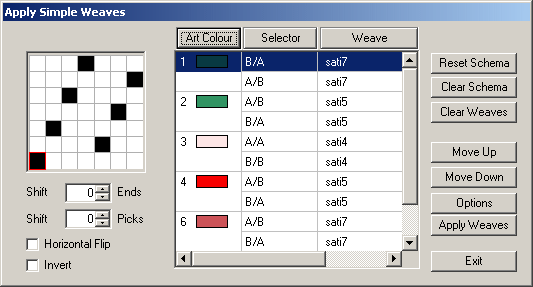 Apply Simple Weaves
Art Colour Selector Weave
1 B/A sati7
A/B sati7
2 A/B sati5
B/A sati5
3 A/A sati4
B/B sati4
4 A/B sati5
B/A sati5
6 A/B sati7
B/A sati7
Shift 0 Ends
Shift 0 Picks
Horizontal Flip
Invert
Reset Schema
Clear Schema
Clear Weaves
Move Up
Move Down
Options
Apply Weaves
Exit